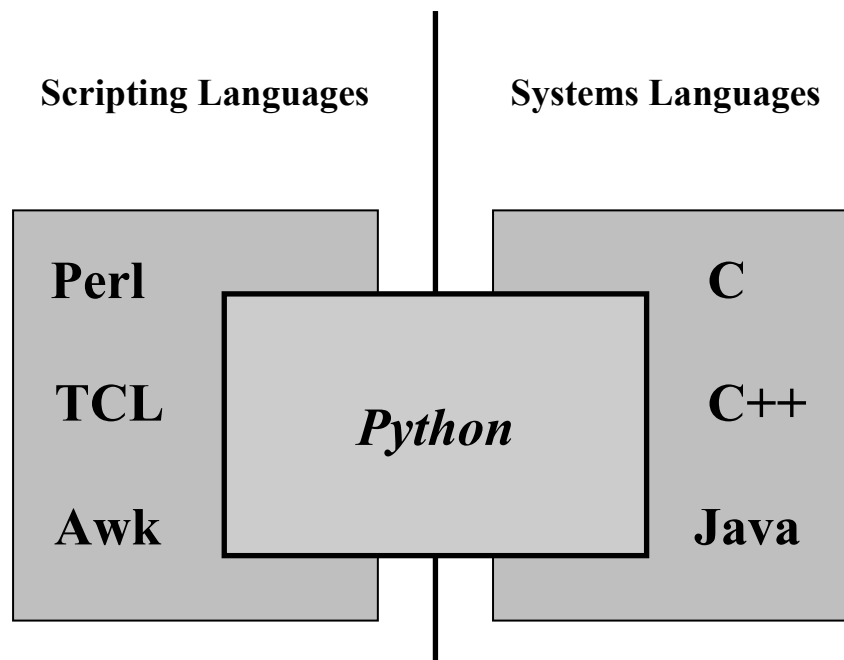 Scripting Languages
Systems Languages
Perl
TCL
Awk
Python
C
C++
Java